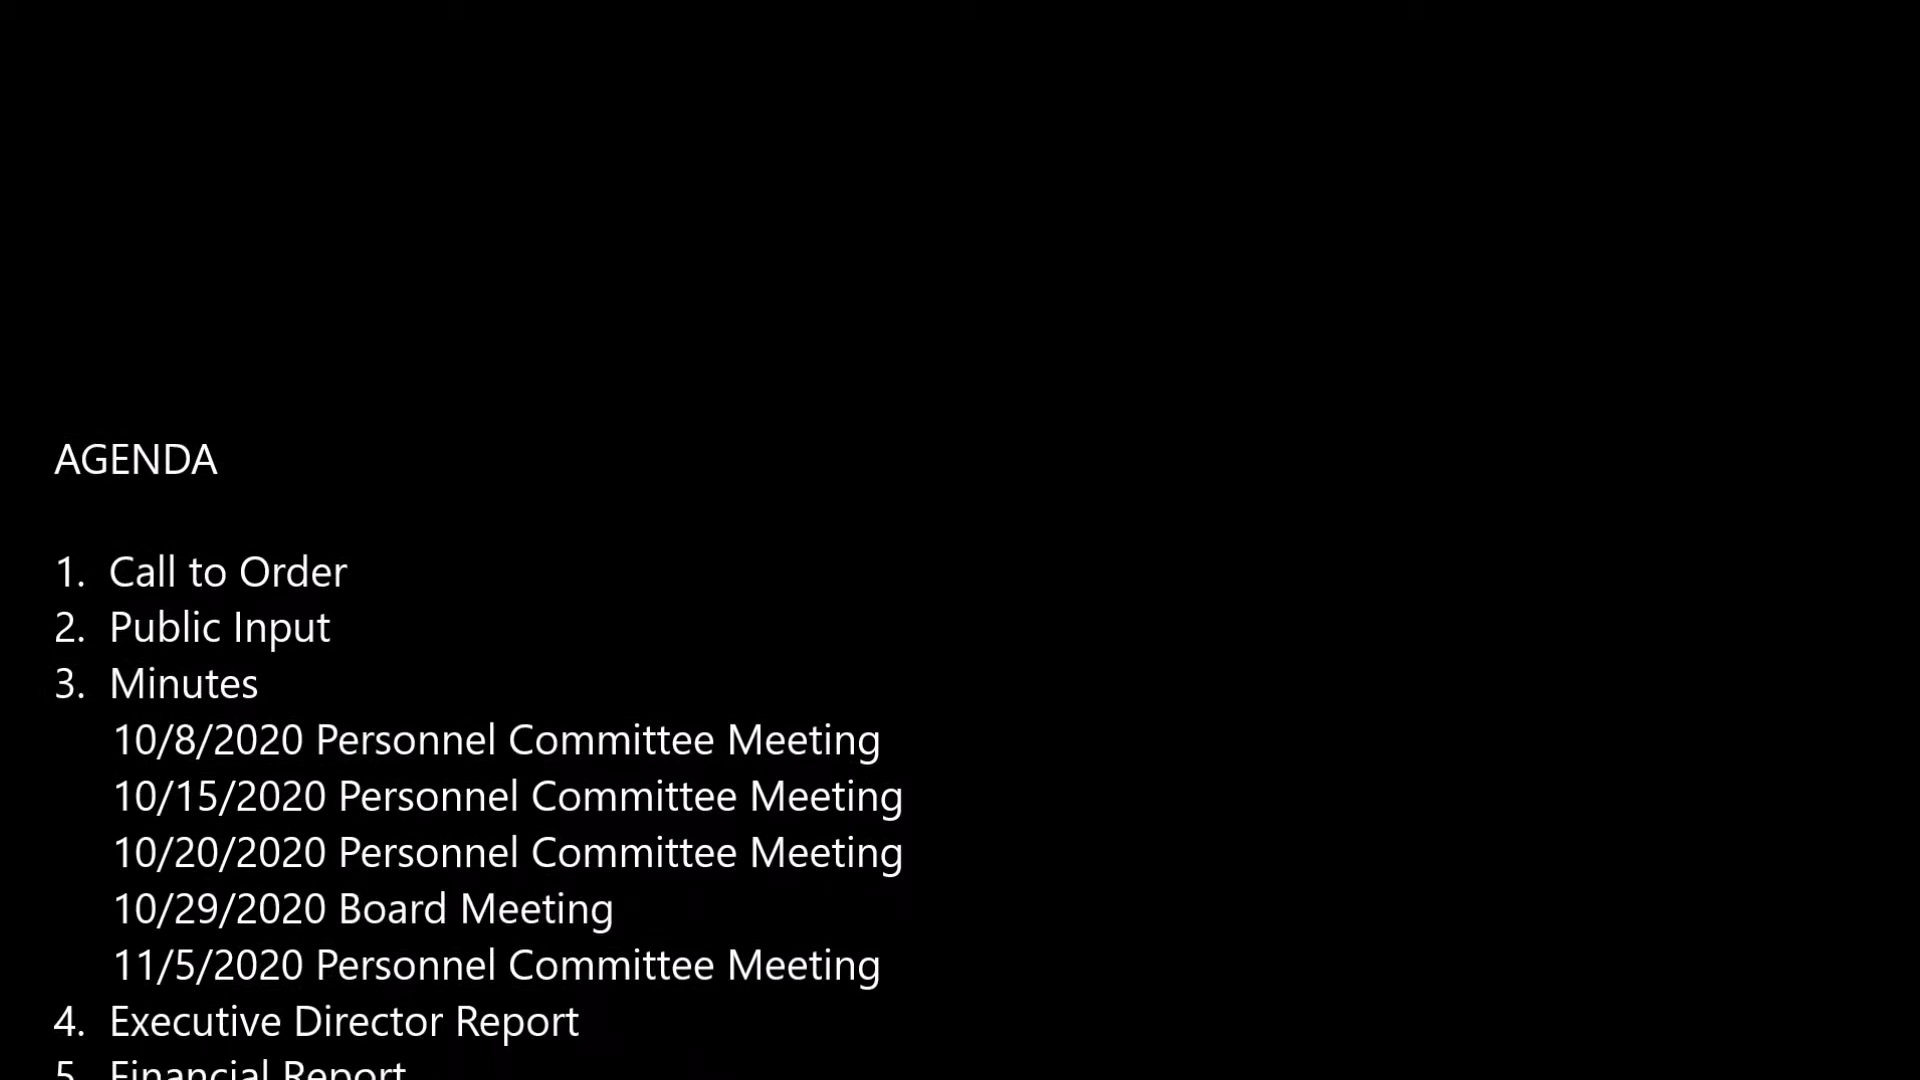 AGENDA
1. Call to Order
2. Public Input
3. Minutes
10/8/2020 Personnel Committee Meeting
10/15/2020 Personnel Committee Meeting
10/20/2020 Personnel Committee Meeting
10/29/2020 Board Meeting
11/5/2020 Personnel Committee Meeting
4. Executive Director Report
5. Financial Report